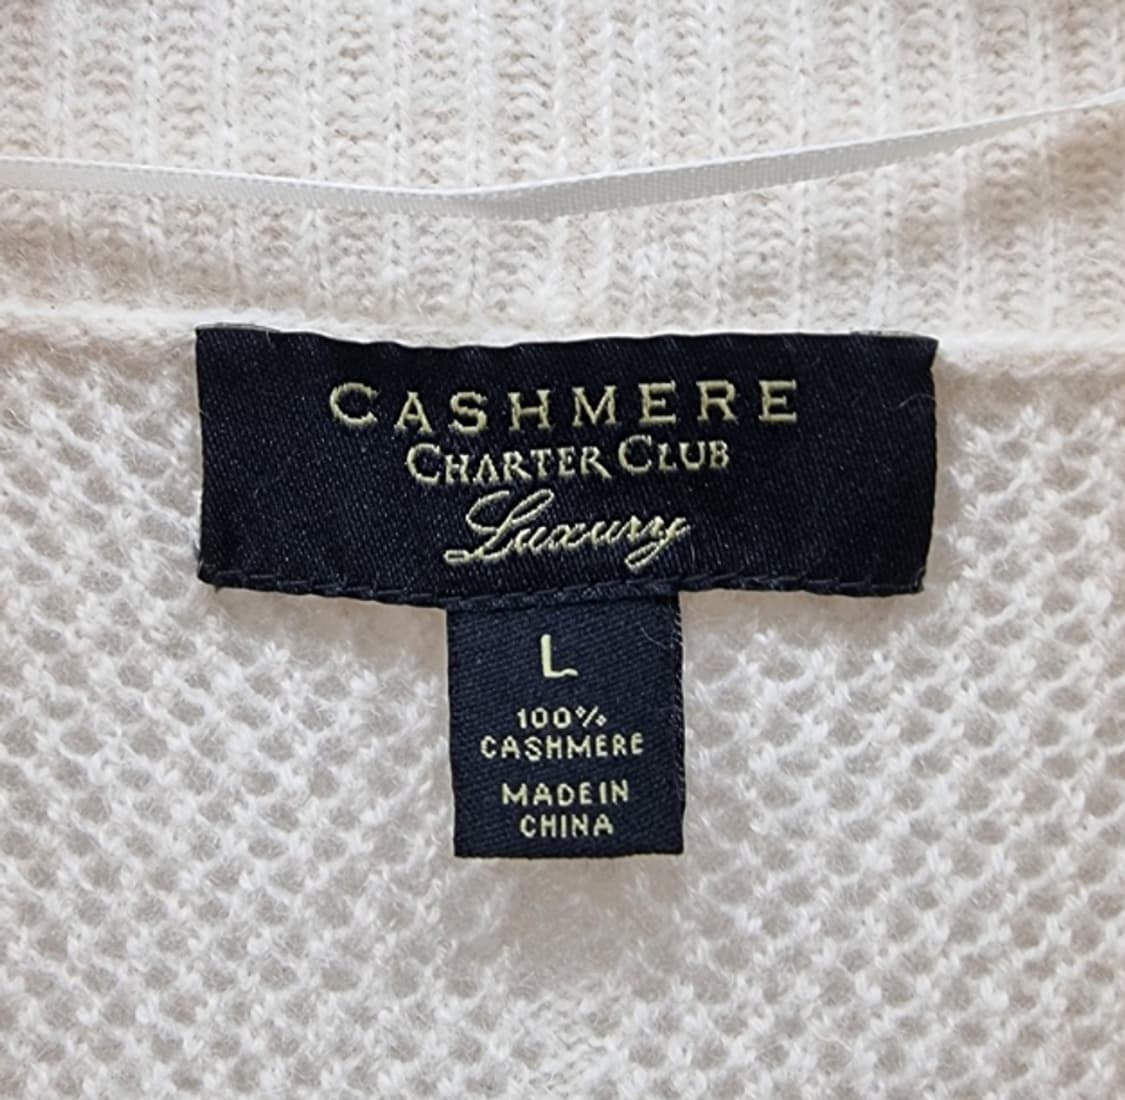 CASHMERE
CHARTER CLUB
Luxury
L
100%
CASHMERE
MADE IN
CHINA